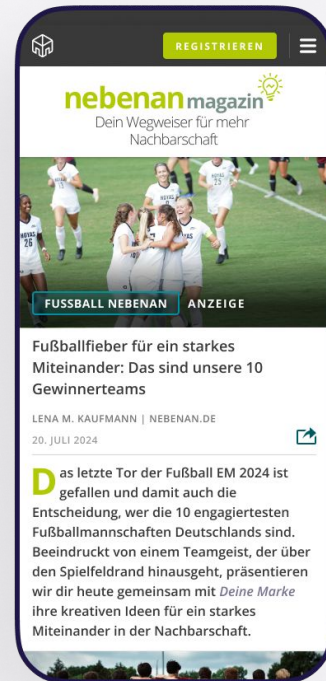 REGISTRIEREN
nebenan magazin
Dein Wegweiser für mehr
Nachbarschaft
HOYAS
FUSSBALL NEBENAN ANZEIGE
Fußballfieber für ein starkes
Miteinander: Das sind unsere 10
Gewinnerteams
LENA M. KAUFMANN | NEBENAN.DE
20. JULI 2024
Das letzte Tor der Fußball EM 2024 ist
gefallen und damit auch die
Entscheidung, wer die 10 engagiertesten
Fußballmannschaften Deutschlands sind.
Beeindruckt von einem Teamgeist, der über
den Spielfeldrand hinausgeht, präsentieren
wir dir heute gemeinsam mit Deine Marke
ihre kreativen Ideen für ein starkes
Miteinander in der Nachbarschaft.